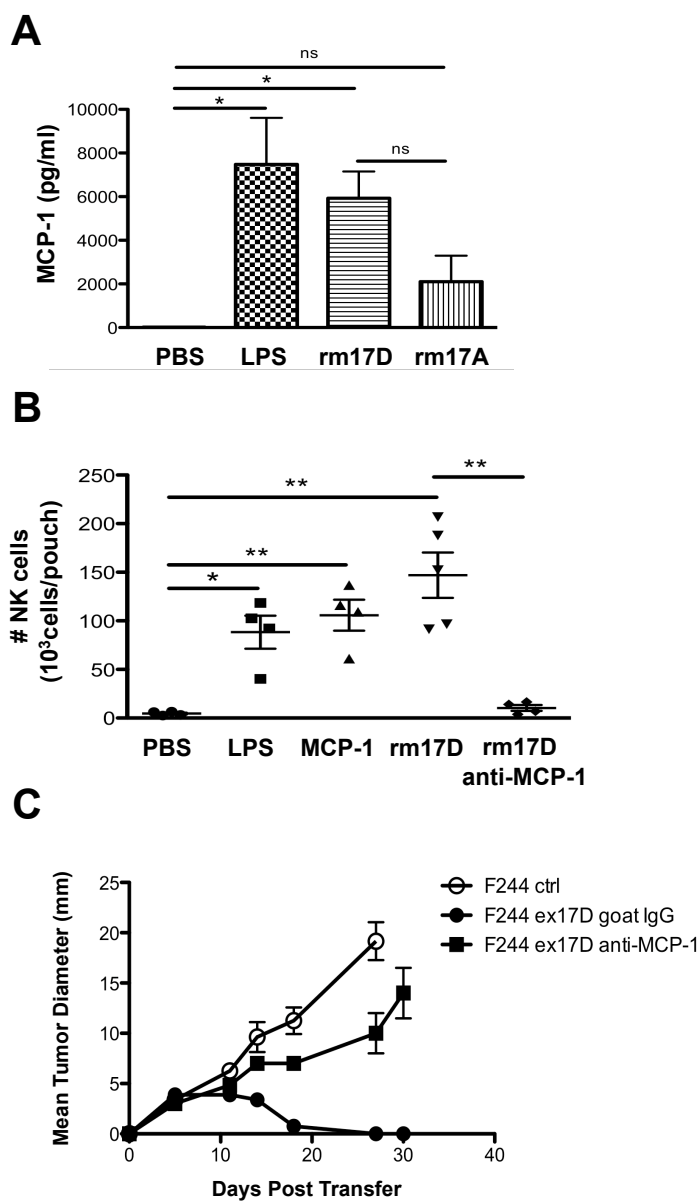 A
ns
*
*
ns
MCP-1 (pg/ml)
10000
8000
6000
4000
2000
0
PBS LPS rm17D rm17A
B
**
**
**
*
# NK cells
(10³cells/pouch)
250
200
150
100
50
0
PBS LPS MCP-1 rm17D rm17D
anti-MCP-1
C
Mean Tumor Diameter (mm)
25
20
15
10
5
0
F244 ctrl
F244 ex17D goat IgG
F244 ex17D anti-MCP-1
0 10 20 30 40
Days Post Transfer